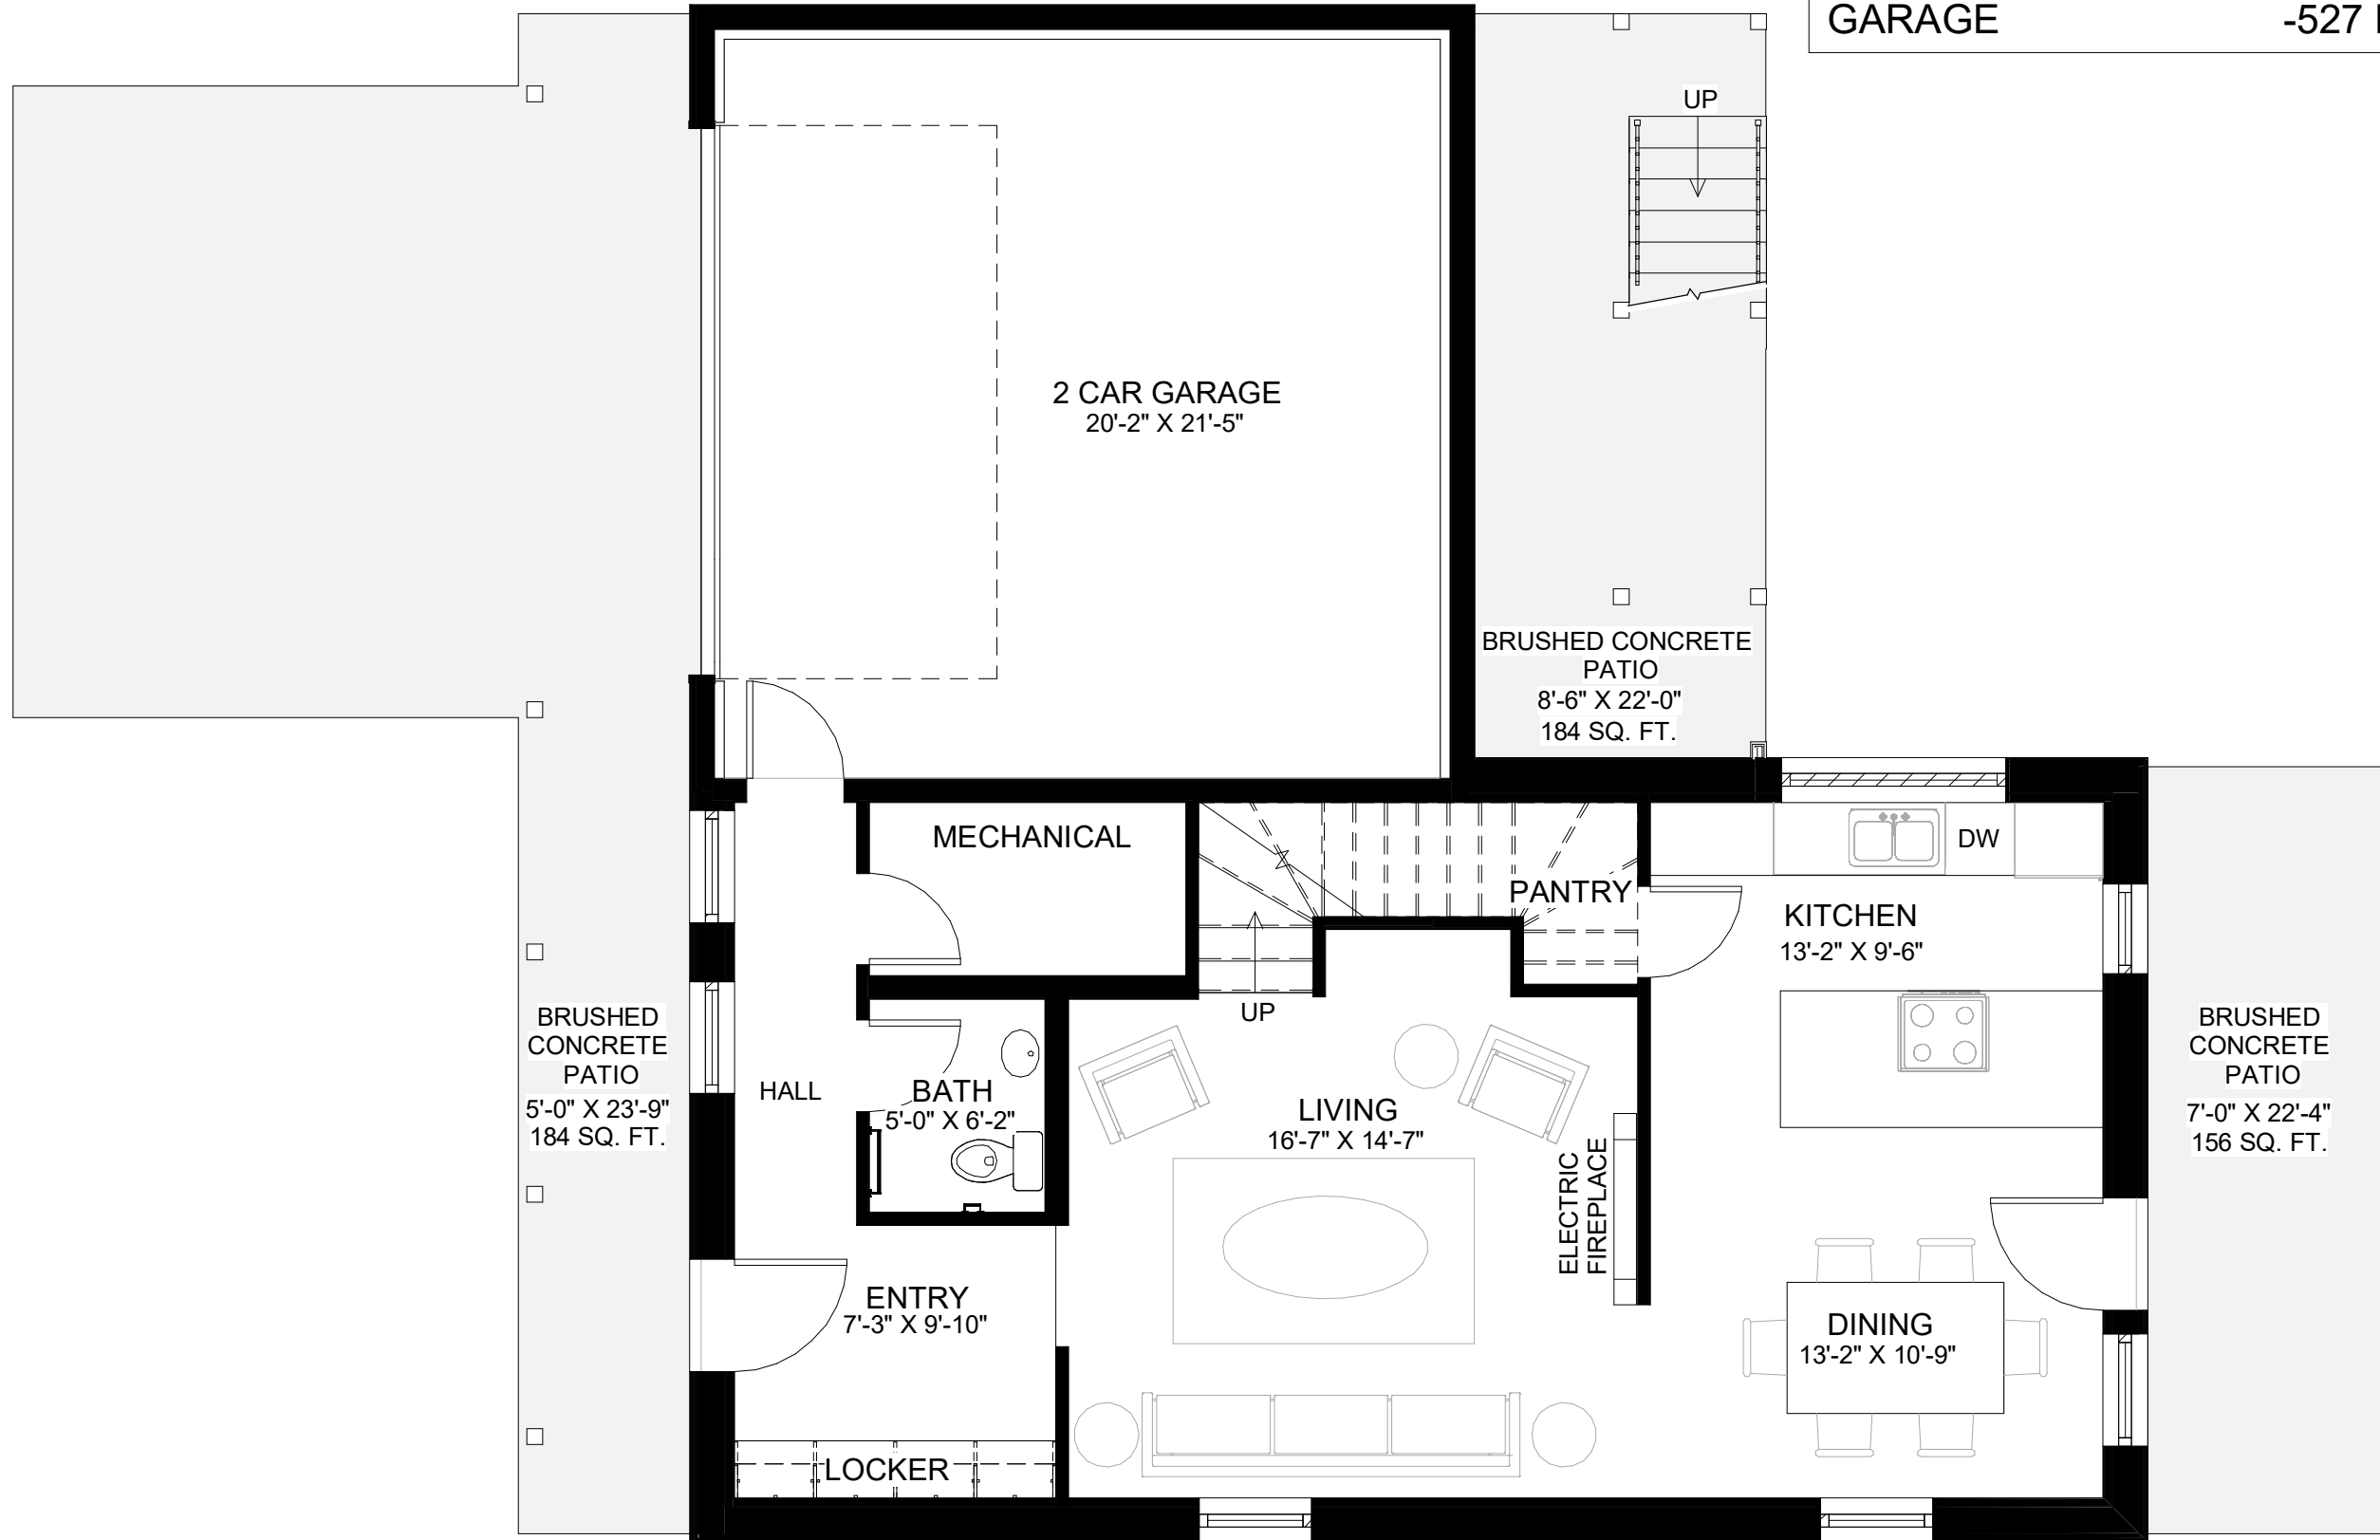 GARAGE -527
UP
2 CAR GARAGE
20'-2" X 21'-5"
BRUSHED CONCRETE
PATIO
8'-6" X 22'-0"
184 SQ. FT.
MECHANICAL
PANTRY
DW
KITCHEN
13'-2" X 9'-6"
UP
BRUSHED
CONCRETE
PATIO
5'-0" X 23'-9"
184 SQ. FT.
HALL
BATH
5'-0" X 6'-2"
LIVING
16'-7" X 14'-7"
ELECTRIC
FIREPLACE
BRUSHED
CONCRETE
PATIO
7'-0" X 22'-4"
156 SQ. FT.
ENTRY
7'-3" X 9'-10"
DINING
13'-2" X 10'-9"
LOCKER